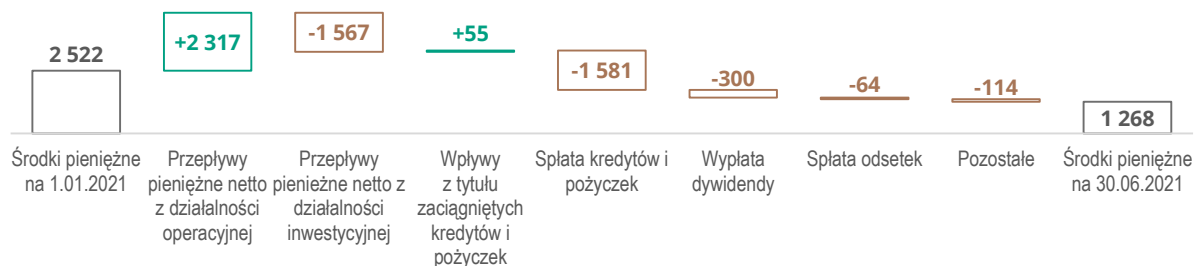 2 522
+2 317
-1 567
+55
-1 581
-300
-64
-114
1 268
Środki pieniężne
na 1.01.2021
Przepływy
pieniężne netto
z działalności
operacyjnej
Przepływy
pienieżne netto z
działalności
inwestycyjnej
Wpływy
z tytułu
zaciągniętych
kredytów i
pożyczek
Spłata kredytów i
pożyczek
Wypłata
dywidendy
Spłata odsetek
Pozostałe
Środki pieniężne
na 30.06.2021